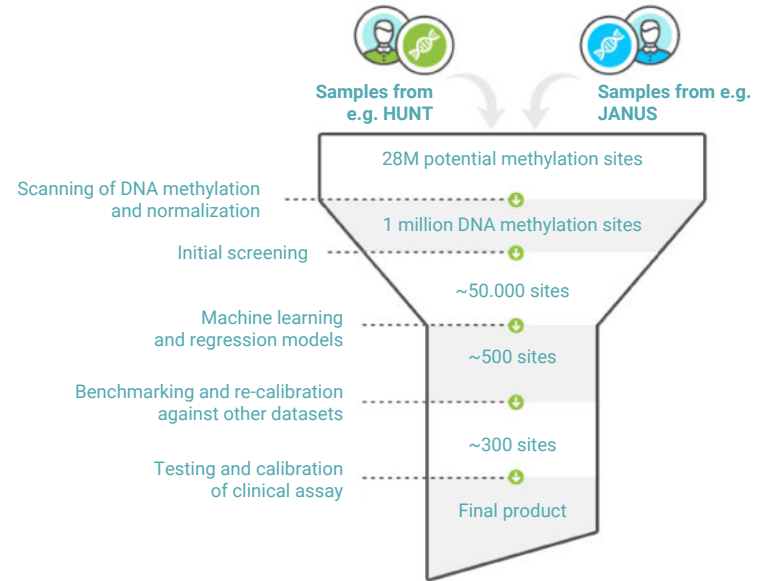 Samples from
e.g. HUNT
Samples from e.g.
JANUS
28M potential methylation sites
Scanning of DNA methylation
and normalization
1 million DNA methylation sites
Initial screening
~50.000 sites
Machine learning
and regression models
~500 sites
Benchmarking and re-calibration
against other datasets
~300 sites
Testing and calibration
of clinical assay
Final product